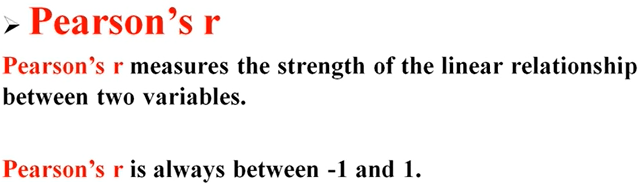 ➢ Pearson's r
Pearson's r measures the strength of the linear relationship
between two variables.
Pearson's r is always between -1 and 1.